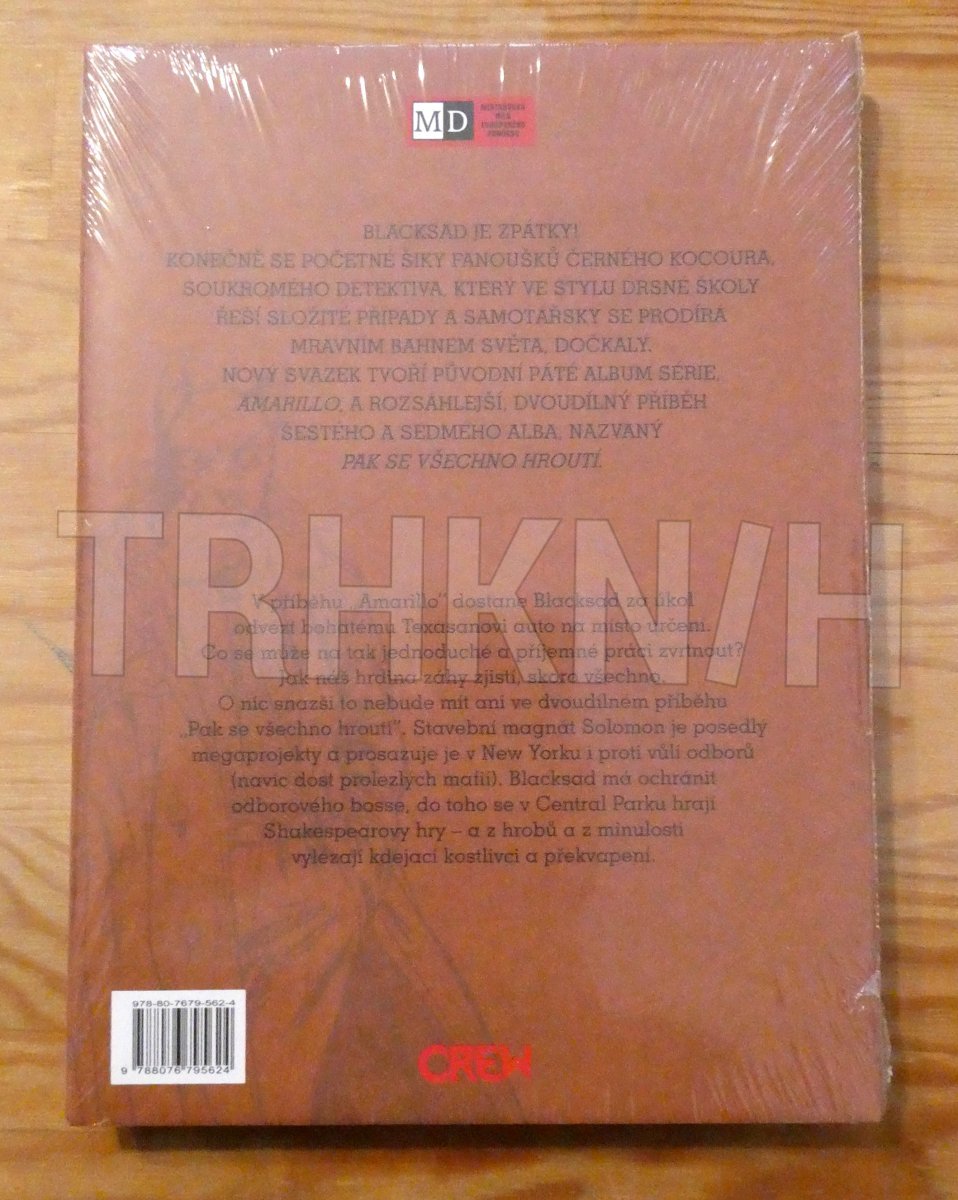 MD
MISTROVSKÁ
DÍLA
EVROPSKÉHO
KOMIKSU
BLACKSAD JE ZPÁTKY!
KONEČNĚ SE POČETNÉ ŠIKY FANOUŠKŮ ČERNÉHO KOCOURA,
SOUKROMÉHO DETEKTIVA, KTERÝ VE STYLU DRSNÉ ŠKOLY
ŘEŠÍ SLOŽITÉ PŘÍPADY A SAMOTÁŘSKY SE PRODÍRÁ
MRAVNÍM BAHNEM SVĚTA, DOČKALY.
NOVÝ SVAZEK TVOŘÍ PŮVODNÍ PÁTÉ ALBUM SÉRIE,
AMARILLO, A ROZSÁHLEJŠÍ, DVOUDÍLNÝ PŘÍBĚH
ŠESTÉHO A SEDMÉHO ALBA, NAZVANÝ
PAK SE VŠECHNO HROUTÍ.
TRHKNIH
V příběhu „Amarillo“ dostane Blacksad za úkol
odvézt bohatému Texasanovi auto na místo určení.
Co se může na tak jednoduché a příjemné práci zvrtnout?
Jak náš hrdina záhy zjistí, skoro všechno.
O nic snazší to nebude mít ani ve dvoudílném příběhu
„Pak se všechno hroutí“. Stavební magnát Solomon je posedlý
megaprojekty a prosazuje je v New Yorku i proti vůli odborů
(navíc dost prolezlých mafií). Blacksad má ochránit
odborového bosse, do toho se v Central Parku hrají
Shakespearovy hry – a z hrobů a z minulosti
vylézají kdejací kostlivci a překvapení.
978-80-7679-562-4
9 788076 795624
CREW